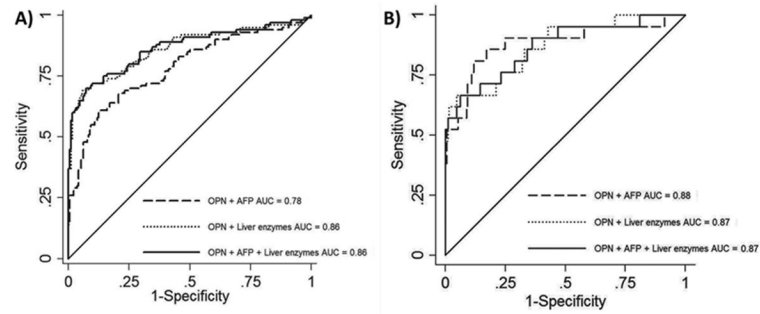 A)
Sensitivity
1
.75
.5
.25
0
OPN + AFP AUC = 0.78
OPN + Liver enzymes AUC = 0.86
OPN + AFP + Liver enzymes AUC = 0.86
0 .25 .5 .75 1
1-Specificity
B)
Sensitivity
1
.75
.5
.25
0
OPN + AFP AUC = 0.88
OPN + Liver enzymes AUC = 0.87
OPN + AFP + Liver enzymes AUC = 0.87
0 .25 .5 .75 1
1-Specificity